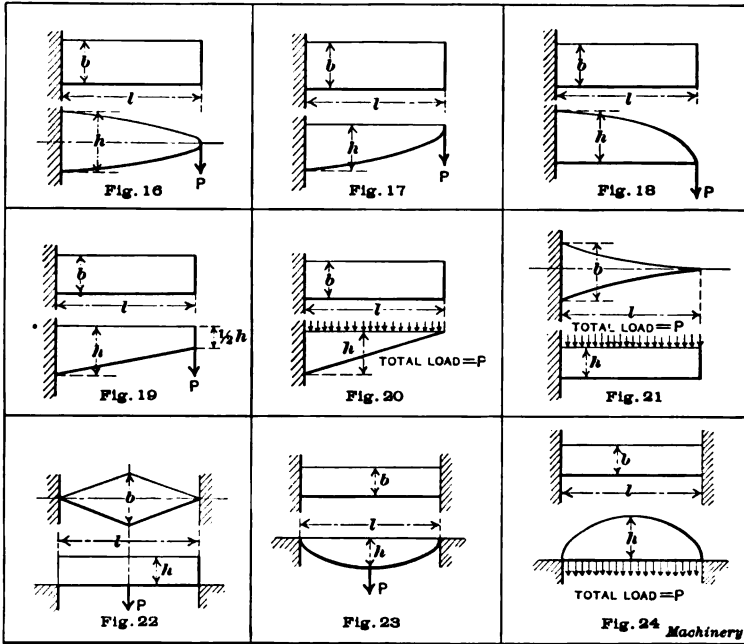 b
l
h
P
Fig. 16
b
l
h
P
Fig. 17
b
l
h
P
Fig. 18
b
l
h
½ h
P
Fig. 19
b
l
h
TOTAL LOAD=P
Fig. 20
b
l
TOTAL LOAD=P
h
Fig. 21
b
l
h
P
Fig. 22
b
l
h
P
Fig. 23
b
l
h
TOTAL LOAD=P
Fig. 24
Machinery